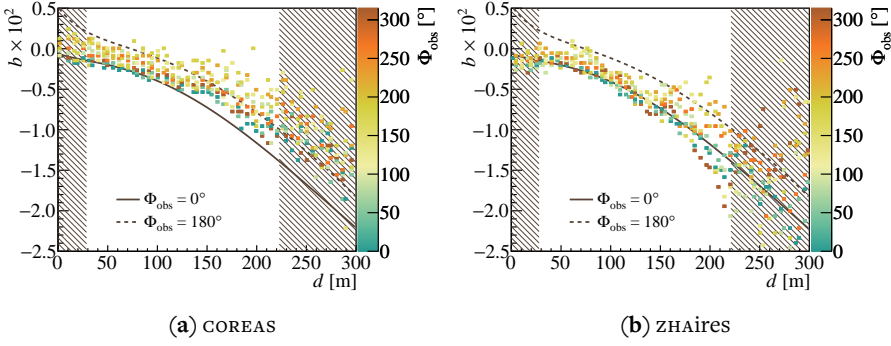 b × 10²
0.5
0.0
−0.5
−1.0
−1.5
−2.0
−2.5
0 50 100 150 200 250 300
d [m]
Φobs = 0°
Φobs = 180°
Φobs [°]
300
250
200
150
100
50
0
(a) COREAS
b × 10²
0.5
0.0
−0.5
−1.0
−1.5
−2.0
−2.5
0 50 100 150 200 250 300
d [m]
Φobs = 0°
Φobs = 180°
Φobs [°]
300
250
200
150
100
50
0
(b) ZHAires